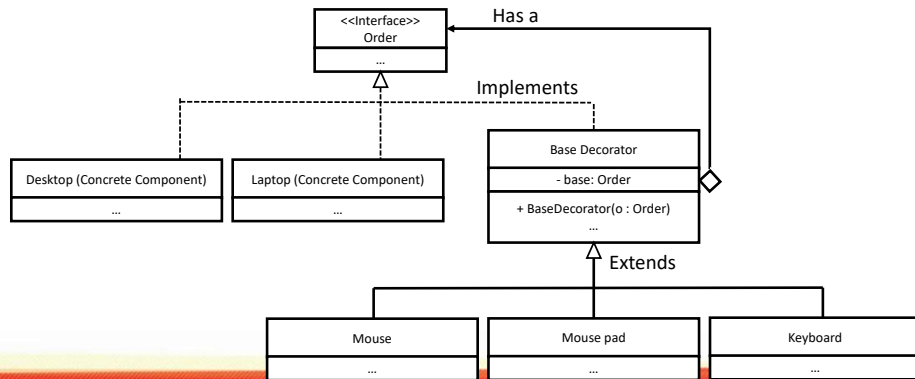 Has a
<<Interface>>
Order
...
Implements
Desktop (Concrete Component)
...
Laptop (Concrete Component)
...
Base Decorator
- base: Order
+ BaseDecorator(o : Order)
...
Extends
Mouse
...
Mouse pad
...
Keyboard
...